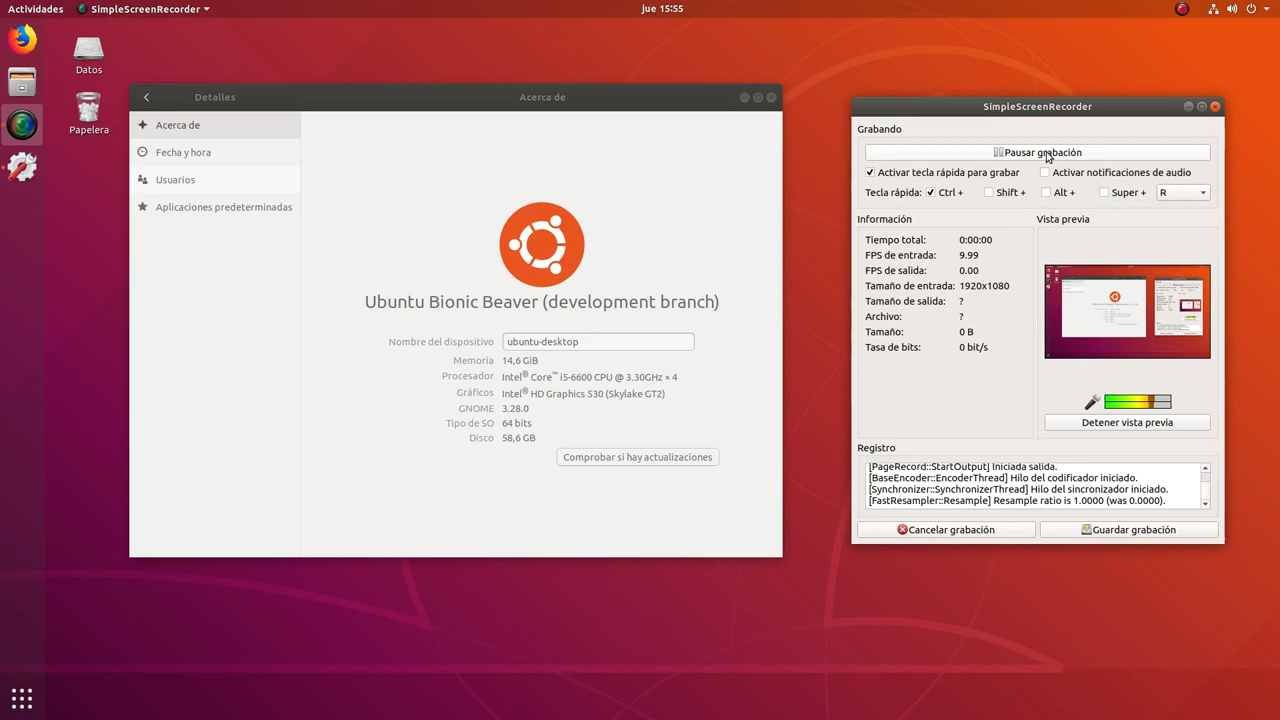 Actividades SimpleScreenRecorder jue 15:55
Datos
Papelera
Detalles Acerca de
Acerca de
Fecha y hora
Usuarios
Aplicaciones predeterminadas
Ubuntu Bionic Beaver (development branch)
Nombre del dispositivo ubuntu-desktop
Memoria 14,6 GiB
Procesador Intel® Core™ i5-6600 CPU @ 3.30GHz × 4
Gráficos Intel® HD Graphics 530 (Skylake GT2)
GNOME 3.28.0
Tipo de SO 64 bits
Disco 58,6 GB
Comprobar si hay actualizaciones
SimpleScreenRecorder
Grabando
Pausar grabación
Activar tecla rápida para grabar Activar notificaciones de audio
Tecla rápida: Ctrl + Shift + Alt + Super + R
Información
Tiempo total: 0:00:00
FPS de entrada: 9.99
FPS de salida: 0.00
Tamaño de entrada: 1920x1080
Tamaño de salida: ?
Archivo: ?
Tamaño: 0 B
Tasa de bits: 0 bit/s
Vista previa
Detener vista previa
Registro
[PageRecord::StartOutput] Iniciada salida.
[BaseEncoder::EncoderThread] Hilo del codificador iniciado.
[Synchronizer::SynchronizerThread] Hilo del sincronizador iniciado.
[FastResampler::Resample] Resample ratio is 1.0000 (was 0.0000).
Cancelar grabación Guardar grabación